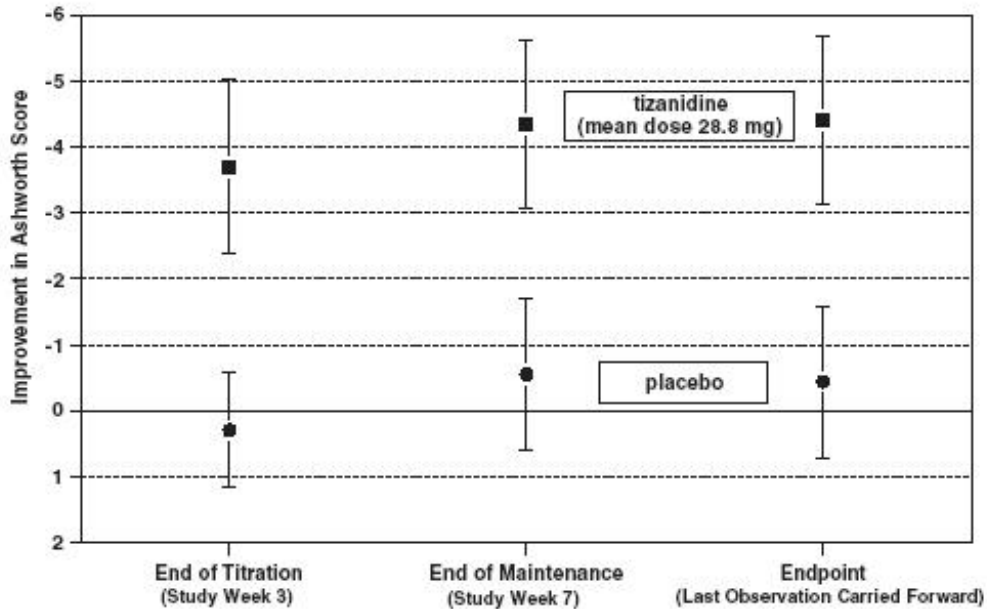 Improvement in Ashworth Score
-6
-5
-4
-3
-2
-1
0
1
2
tizanidine
(mean dose 28.8 mg)
placebo
End of Titration
(Study Week 3)
End of Maintenance
(Study Week 7)
Endpoint
(Last Observation Carried Forward)